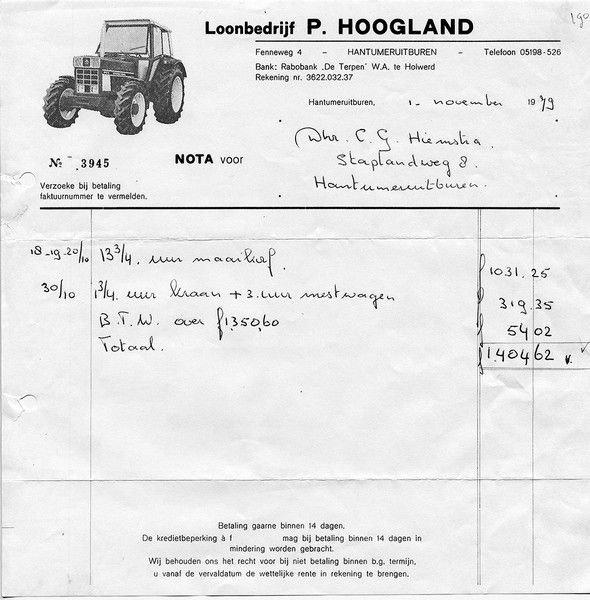 190
Loonbedrijf P. HOOGLAND
Fenneweg 4 - HANTUMERUITBUREN - Telefoon 05198-526
Bank: Rabobank „De Terpen" W.A. te Holwerd
Rekening nr. 3622.032.37
Hantumeruitburen, 1 november 1979
Dhr. C. G. Hiemstra.
Staplandweg 8.
Hantumeruitburen.
№ 3945 NOTA voor
Verzoeke bij betaling
faktuurnummer te vermelden.
18-19-20/10 13 3/4 uur maaikorf. ƒ 1031.25
30/10 1 3/4 uur kraan + 3 uur mestwagen 319.35
B.T.W. over ƒ1350,60 54 02
Totaal. ƒ 1.404 62
Betaling gaarne binnen 14 dagen.
De kredietbeperking à f mag bij betaling binnen 14 dagen in
mindering worden gebracht.
Wij behouden ons het recht voor bij niet betaling binnen b.g. termijn,
u vanaf de vervaldatum de wettelijke rente in rekening te brengen.